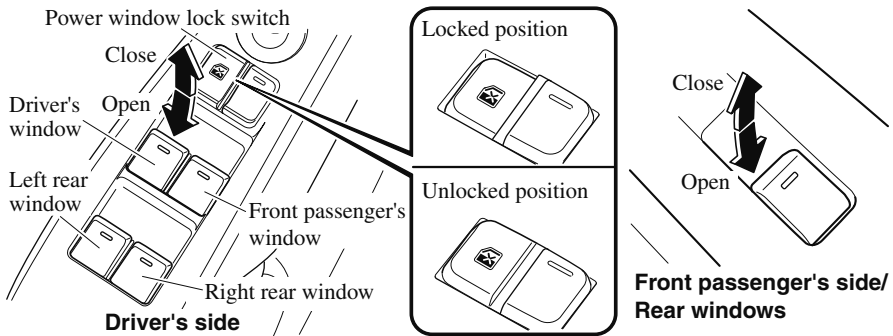 Power window lock switch
Close
Open
Driver's
window
Left rear
window
Front passenger's
window
Right rear window
Driver's side
Locked position
Unlocked position
Close
Open
Front passenger's side/
Rear windows